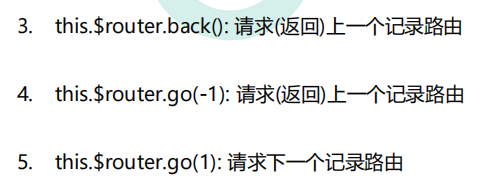 3. this.$router.back(): 请求(返回)上一个记录路由
4. this.$router.go(-1): 请求(返回)上一个记录路由
5. this.$router.go(1): 请求下一个记录路由